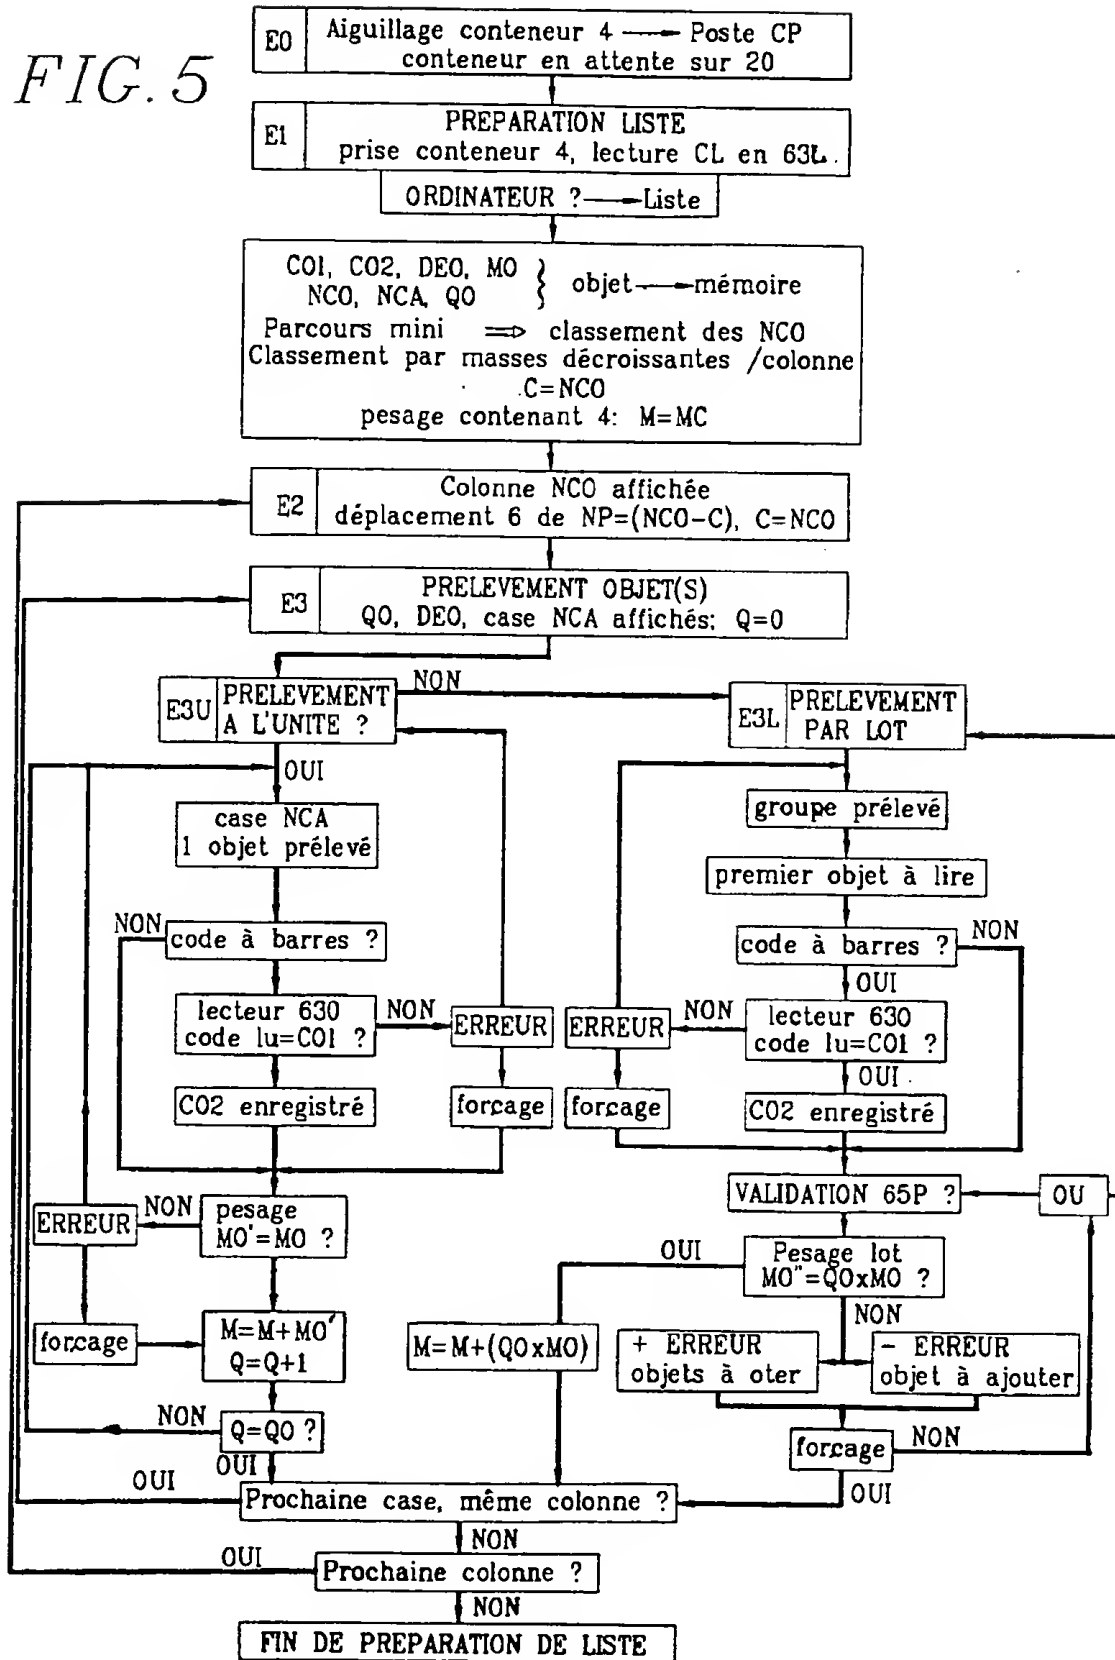 FIG. 5
E0
Aiguillage conteneur 4 → Poste CP
conteneur en attente sur 20
E1
PREPARATION LISTE
prise conteneur 4, lecture CL en 63L.
ORDINATEUR ? → Liste
CO1, CO2, DEO, MO
NCO, NCA, QO
} objet → mémoire
Parcours mini ⇒ classement des NCO
Classement par masses décroissantes /colonne
C=NCO
pesage contenant 4: M=MC
E2
Colonne NCO affichée
déplacement 6 de NP=(NCO-C), C=NCO
E3
PRELEVEMENT OBJET(S)
QO, DEO, case NCA affichés: Q=0
E3U
PRELEVEMENT
A L'UNITE ?
NON
E3L
PRELEVEMENT
PAR LOT
OUI
case NCA
1 objet prélevé
groupe prélevé
premier objet à lire
NON
code à barres ?
code à barres ?
NON
OUI
lecteur 630
code lu=CO1 ?
NON
ERREUR
ERREUR
NON
lecteur 630
code lu=CO1 ?
OUI
CO2 enregistré
forçage
forçage
CO2 enregistré
ERREUR
NON
pesage
MO'=MO ?
VALIDATION 65P ?
OU
OUI
Pesage lot
MO"=QOxMO ?
NON
forçage
M=M+MO'
Q=Q+1
M=M+(QOxMO)
+ ERREUR
objets à oter
- ERREUR
objet à ajouter
NON
Q=QO ?
forçage
NON
OUI
OUI
OUI
Prochaine case, même colonne ?
NON
OUI
Prochaine colonne ?
NON
FIN DE PREPARATION DE LISTE